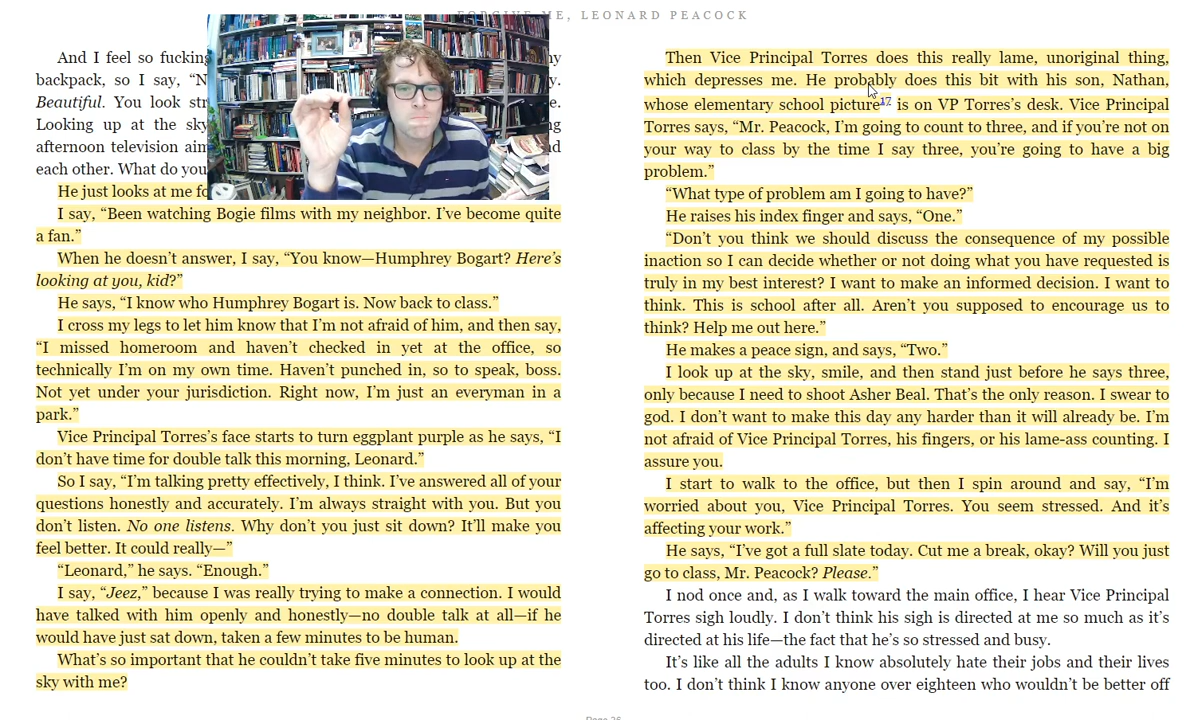 FORGIVE ME, LEONARD PEACOCK
And I feel so fucking
backpack, so I say, “N
Beautiful. You look str
Looking up at the sky
afternoon television aim
each other. What do you
He just looks at me fo
I say, “Been watching Bogie films with my neighbor. I’ve become quite
a fan.”
When he doesn’t answer, I say, “You know—Humphrey Bogart? Here’s
looking at you, kid?”
He says, “I know who Humphrey Bogart is. Now back to class.”
I cross my legs to let him know that I’m not afraid of him, and then say,
“I missed homeroom and haven’t checked in yet at the office, so
technically I’m on my own time. Haven’t punched in, so to speak, boss.
Not yet under your jurisdiction. Right now, I’m just an everyman in a
park.”
Vice Principal Torres’s face starts to turn eggplant purple as he says, “I
don’t have time for double talk this morning, Leonard.”
So I say, “I’m talking pretty effectively, I think. I’ve answered all of your
questions honestly and accurately. I’m always straight with you. But you
don’t listen. No one listens. Why don’t you just sit down? It’ll make you
feel better. It could really—”
“Leonard,” he says. “Enough.”
I say, “Jeez,” because I was really trying to make a connection. I would
have talked with him openly and honestly—no double talk at all—if he
would have just sat down, taken a few minutes to be human.
What’s so important that he couldn’t take five minutes to look up at the
sky with me?
Then Vice Principal Torres does this really lame, unoriginal thing,
which depresses me. He probably does this bit with his son, Nathan,
whose elementary school picture17 is on VP Torres’s desk. Vice Principal
Torres says, “Mr. Peacock, I’m going to count to three, and if you’re not on
your way to class by the time I say three, you’re going to have a big
problem.”
“What type of problem am I going to have?”
He raises his index finger and says, “One.”
“Don’t you think we should discuss the consequence of my possible
inaction so I can decide whether or not doing what you have requested is
truly in my best interest? I want to make an informed decision. I want to
think. This is school after all. Aren’t you supposed to encourage us to
think? Help me out here.”
He makes a peace sign, and says, “Two.”
I look up at the sky, smile, and then stand just before he says three,
only because I need to shoot Asher Beal. That’s the only reason. I swear to
god. I don’t want to make this day any harder than it will already be. I’m
not afraid of Vice Principal Torres, his fingers, or his lame-ass counting. I
assure you.
I start to walk to the office, but then I spin around and say, “I’m
worried about you, Vice Principal Torres. You seem stressed. And it’s
affecting your work.”
He says, “I’ve got a full slate today. Cut me a break, okay? Will you just
go to class, Mr. Peacock? Please.”
I nod once and, as I walk toward the main office, I hear Vice Principal
Torres sigh loudly. I don’t think his sigh is directed at me so much as it’s
directed at his life—the fact that he’s so stressed and busy.
It’s like all the adults I know absolutely hate their jobs and their lives
too. I don’t think I know anyone over eighteen who wouldn’t be better off